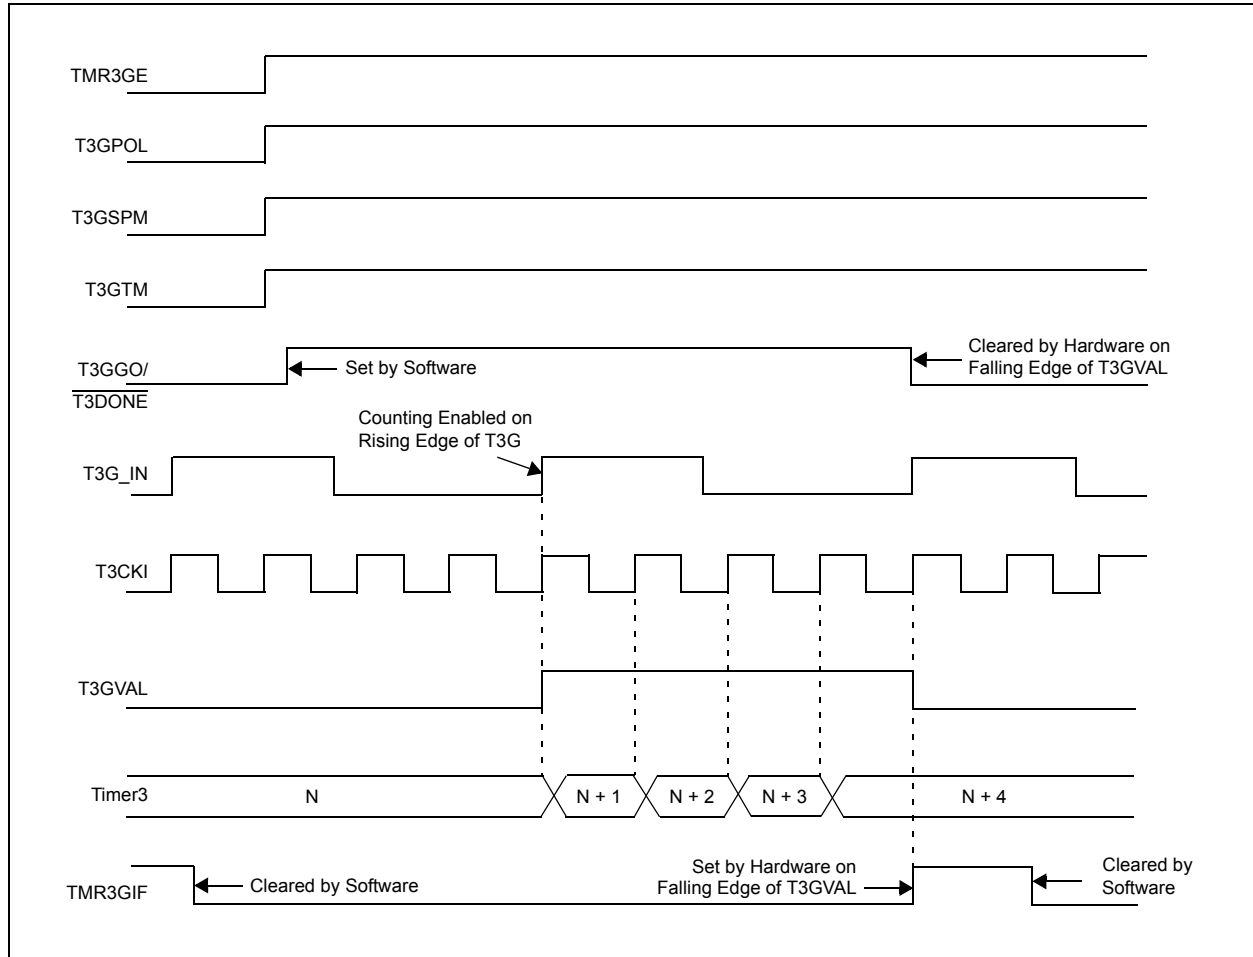 TMR3GE
T3GPOL
T3GSPM
T3GTM
T3GGO/
T3DONE
Set by Software
Cleared by Hardware on
Falling Edge of T3GVAL
Counting Enabled on
Rising Edge of T3G
T3G_IN
T3CKI
T3GVAL
Timer3
N
N + 1
N + 2
N + 3
N + 4
TMR3GIF
Cleared by Software
Set by Hardware on
Falling Edge of T3GVAL
Cleared by
Software